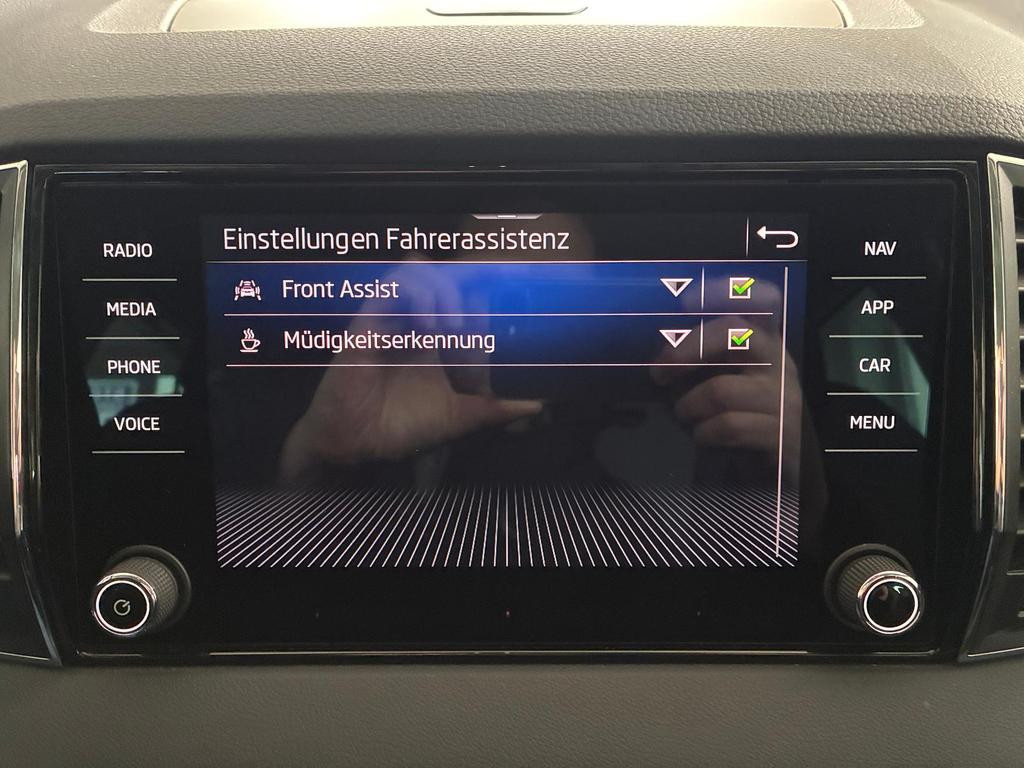 Einstellungen Fahrerassistenz
Front Assist
Müdigkeitserkennung
RADIO
MEDIA
PHONE
VOICE
NAV
APP
CAR
MENU